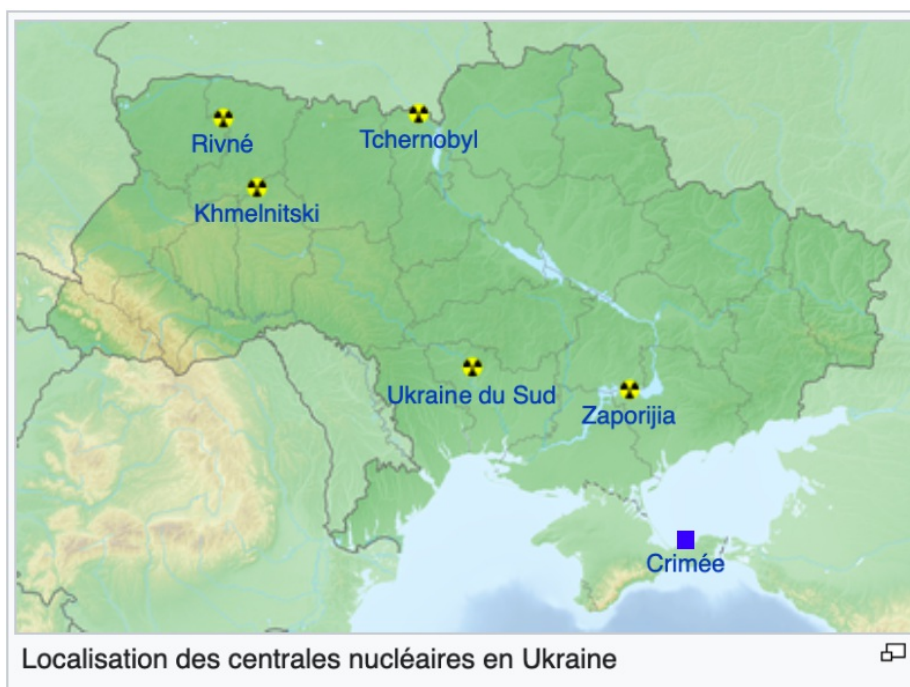 Rivné
Tchernobyl
Khmelnitski
Ukraine du Sud
Zaporijia
Crimée
Localisation des centrales nucléaires en Ukraine